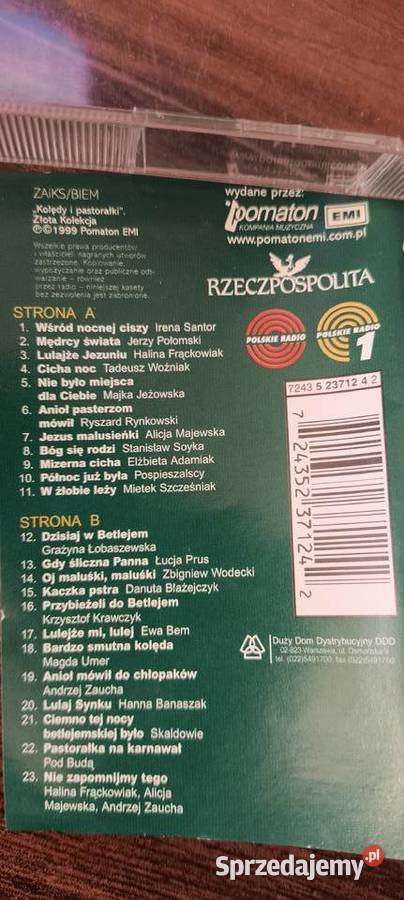 ZAiKS/BIEM
„Kolędy i pastorałki".
Złota Kolekcja
℗©1999 Pomaton EMI
Wszelkie prawa producentów
i właścicieli nagranych utworów
zastrzeżone. Kopiowanie,
wypożyczanie oraz publiczne od-
twarzanie – również
przez radio – niniejszej kasety
bez zezwolenia jest zabronione.
wydane przez:
pomaton EMI
KOMPANIA MUZYCZNA
www.pomatonemi.com.pl
RZECZPOSPOLITA
POLSKIE RADIO
POLSKIE RADIO 1
STRONA A
1. Wśród nocnej ciszy Irena Santor
2. Mędrcy świata Jerzy Połomski
3. Lulajże Jezuniu Halina Frąckowiak
4. Cicha noc Tadeusz Woźniak
5. Nie było miejsca
dla Ciebie Majka Jeżowska
6. Anioł pasterzom
mówił Ryszard Rynkowski
7. Jezus malusieńki Alicja Majewska
8. Bóg się rodzi Stanisław Soyka
9. Mizerna cicha Elżbieta Adamiak
10. Północ już była Pospieszalscy
11. W żłobie leży Mietek Szcześniak
STRONA B
12. Dzisiaj w Betlejem
Grażyna Łobaszewska
13. Gdy śliczna Panna Łucja Prus
14. Oj maluśki, maluśki Zbigniew Wodecki
15. Kaczka pstra Danuta Błażejczyk
16. Przybieżeli do Betlejem
Krzysztof Krawczyk
17. Lulejże mi, lulej Ewa Bem
18. Bardzo smutna kolęda
Magda Umer
19. Anioł mówił do chłopaków
Andrzej Zaucha
20. Lulaj Synku Hanna Banaszak
21. Ciemno tej nocy
betlejemskiej było Skaldowie
22. Pastorałka na karnawał
Pod Budą
23. Nie zapomnijmy tego
Halina Frąckowiak, Alicja
Majewska, Andrzej Zaucha
7243 5 23712 4 2
7 24352 37124 2
Duży Dom Dystrybucyjny DDD
02-823 Warszawa, ul. Osmańska
tel. (022)5491700, fax
Sprzedajemy.pl